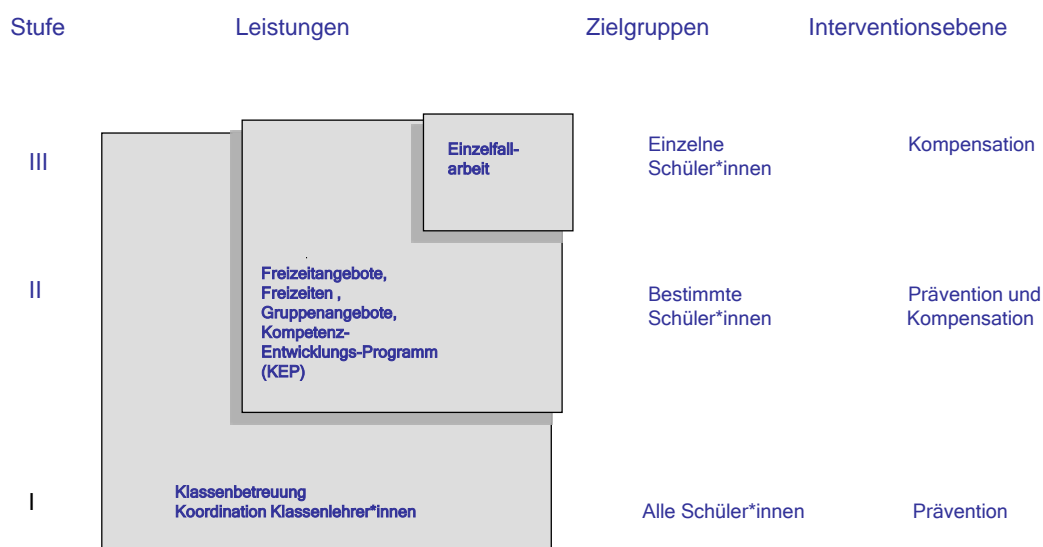 Stufe Leistungen Zielgruppen Interventionsebene
III
Einzelfall-
arbeit
Einzelne
Schüler*innen
Kompensation
II
Freizeitangebote,
Freizeiten ,
Gruppenangebote,
Kompetenz-
Entwicklungs-Programm
(KEP)
Bestimmte
Schüler*innen
Prävention und
Kompensation
I
Klassenbetreuung
Koordination Klassenlehrer*innen
Alle Schüler*innen
Prävention